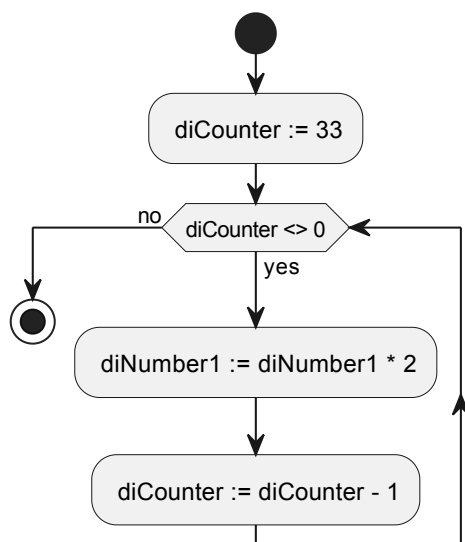 diCounter := 33
no
diCounter <> 0
yes
diNumber1 := diNumber1 * 2
diCounter := diCounter - 1